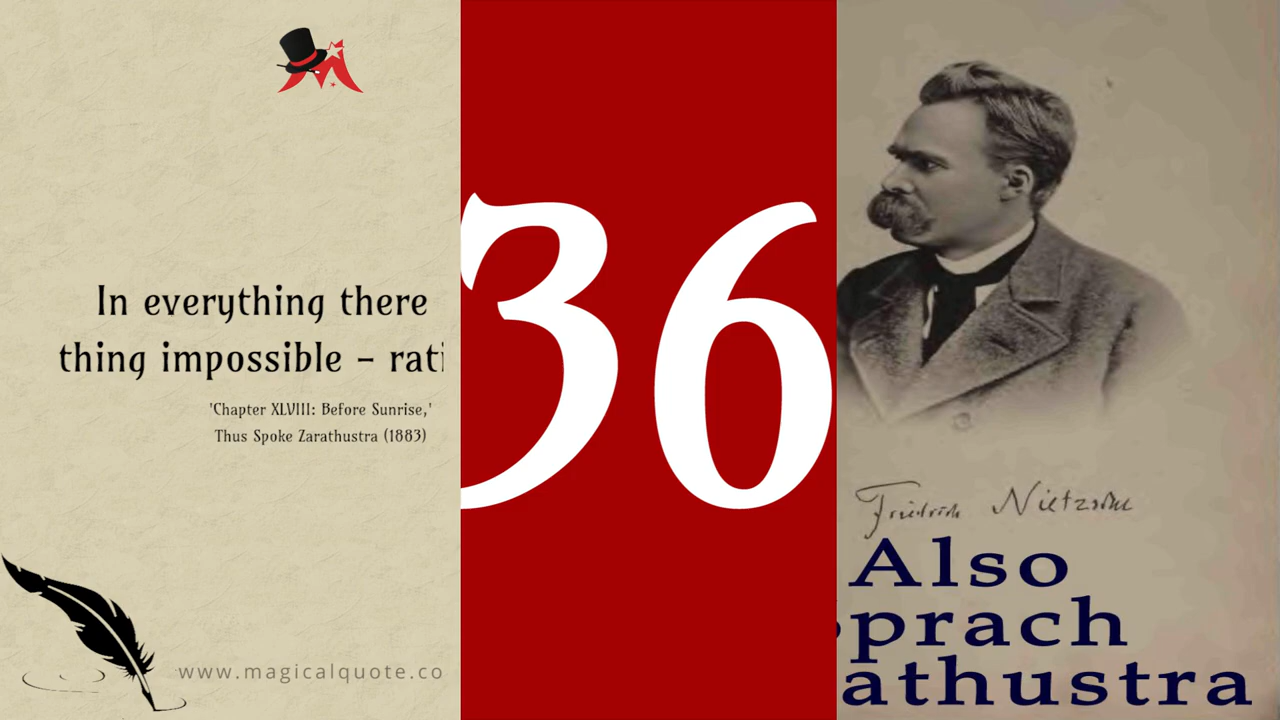 In everything there
thing impossible – rati
'Chapter XLVIII: Before Sunrise,'
Thus Spoke Zarathustra (1883)
www.magicalquote.co
36
Friedrich Nietzsche
Also
prach
athustra